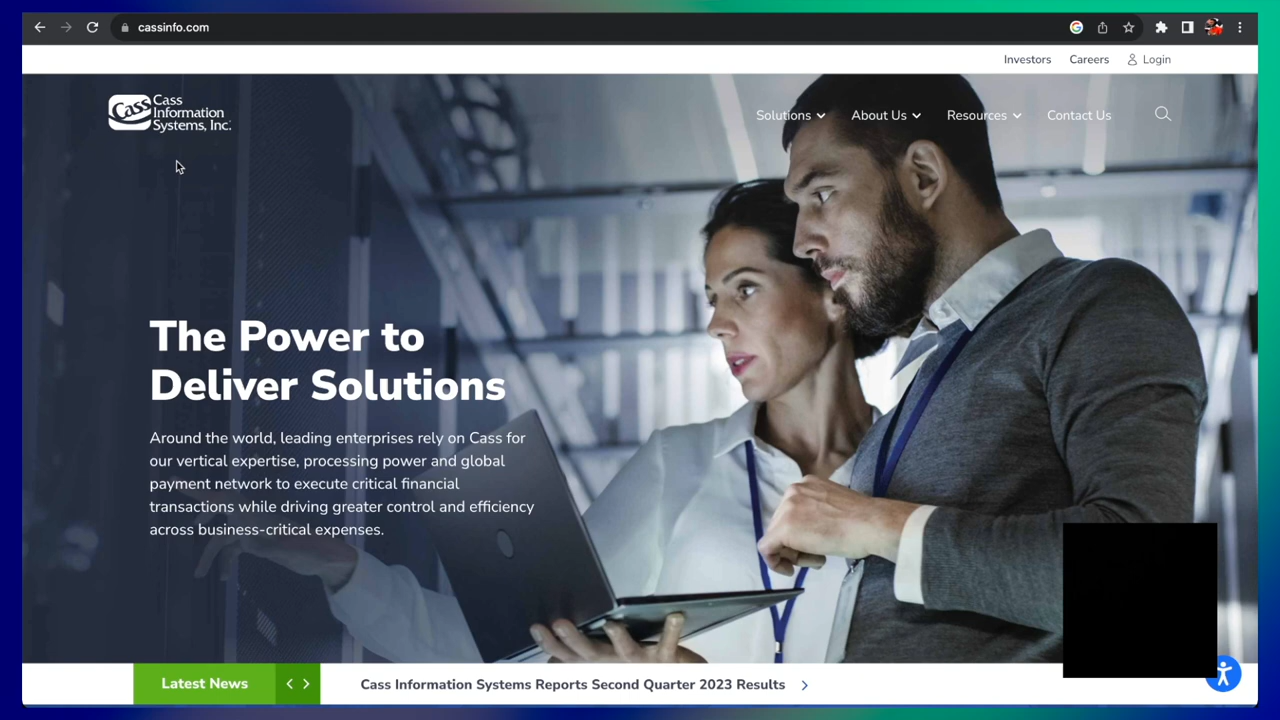 cassinfo.com
Investors Careers Login
Cass
Cass
Information
Systems, Inc.
Solutions About Us Resources Contact Us
The Power to
Deliver Solutions
Around the world, leading enterprises rely on Cass for
our vertical expertise, processing power and global
payment network to execute critical financial
transactions while driving greater control and efficiency
across business-critical expenses.
Latest News
Cass Information Systems Reports Second Quarter 2023 Results